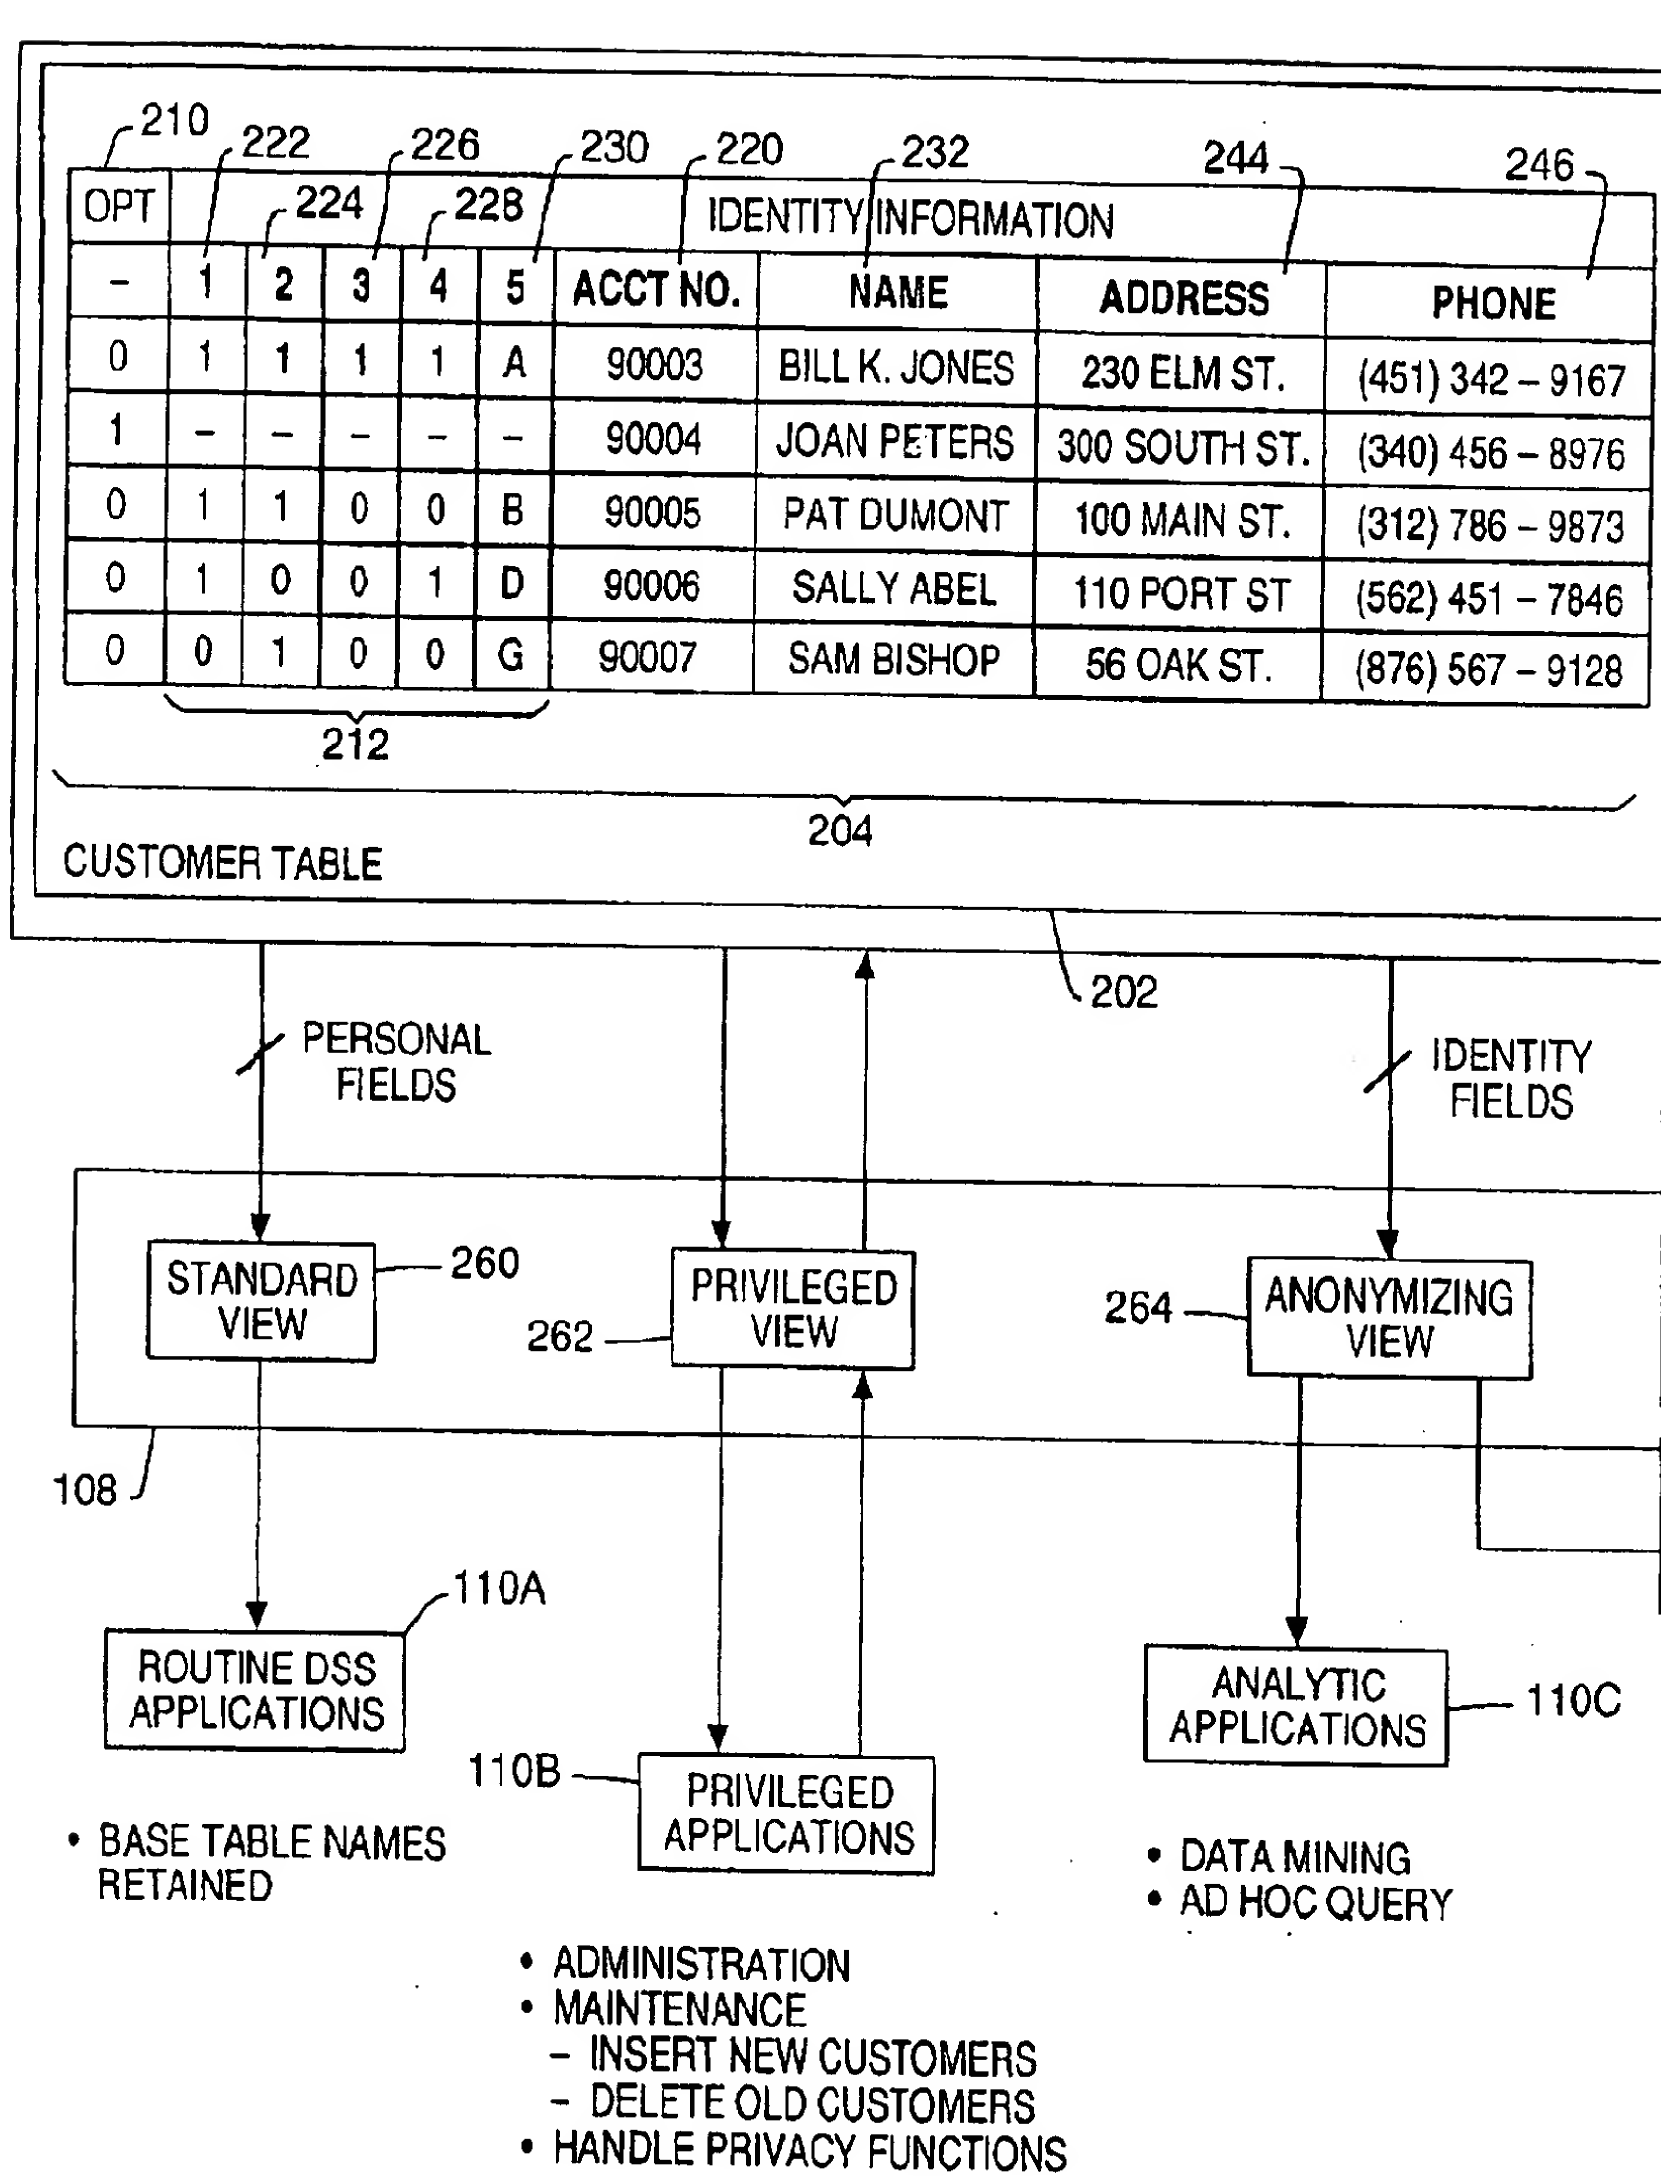 210
222 226 230 220 232 244 246
OPT 224 228 IDENTITY INFORMATION
– 1 2 3 4 5 ACCT NO. NAME ADDRESS PHONE
0 1 1 1 1 A 90003 BILL K. JONES 230 ELM ST. (451) 342 – 9167
1 – – – – – 90004 JOAN PETERS 300 SOUTH ST. (340) 456 – 8976
0 1 1 0 0 B 90005 PAT DUMONT 100 MAIN ST. (312) 786 – 9873
0 1 0 0 1 D 90006 SALLY ABEL 110 PORT ST (562) 451 – 7846
0 0 1 0 0 G 90007 SAM BISHOP 56 OAK ST. (876) 567 – 9128
212
204
CUSTOMER TABLE
202
PERSONAL
FIELDS
IDENTITY
FIELDS
STANDARD
VIEW
260
262
PRIVILEGED
VIEW
264
ANONYMIZING
VIEW
108
110A
ROUTINE DSS
APPLICATIONS
110B
PRIVILEGED
APPLICATIONS
ANALYTIC
APPLICATIONS
110C
• BASE TABLE NAMES
RETAINED
• DATA MINING
• AD HOC QUERY
• ADMINISTRATION
• MAINTENANCE
– INSERT NEW CUSTOMERS
– DELETE OLD CUSTOMERS
• HANDLE PRIVACY FUNCTIONS